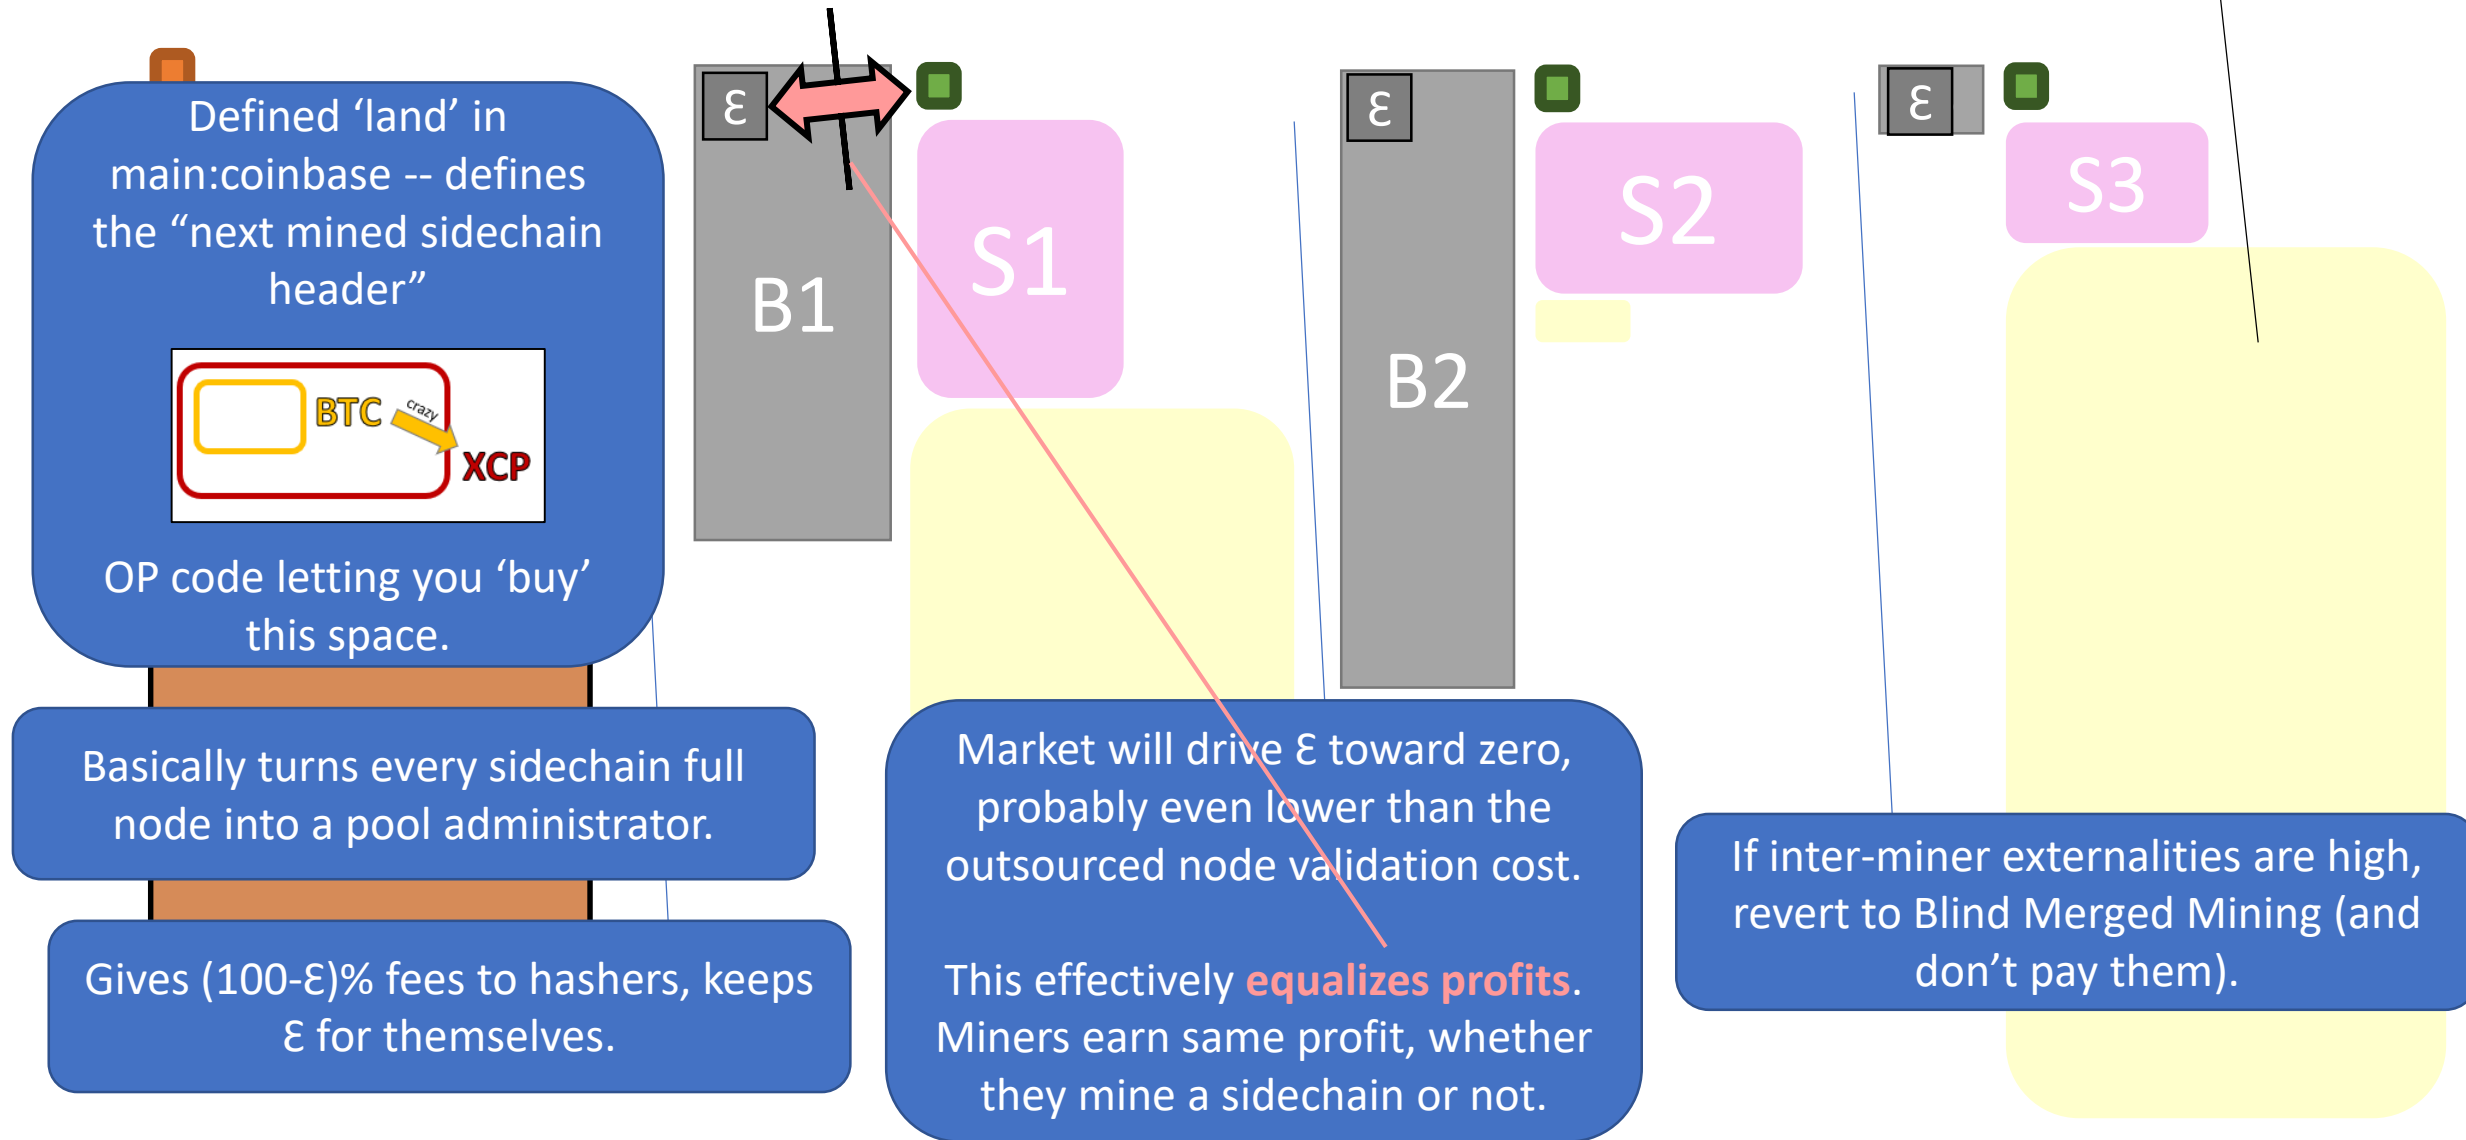 Defined ‘land’ in
main:coinbase -- defines
the “next mined sidechain
header”
BTC
crazy
XCP
OP code letting you ‘buy’
this space.
Basically turns every sidechain full
node into a pool administrator.
Gives (100-Ɛ)% fees to hashers, keeps
Ɛ for themselves.
Ɛ
B1
S1
Ɛ
B2
S2
Ɛ
S3
Market will drive Ɛ toward zero,
probably even lower than the
outsourced node validation cost.
This effectively equalizes profits.
Miners earn same profit, whether
they mine a sidechain or not.
If inter-miner externalities are high,
revert to Blind Merged Mining (and
don’t pay them).